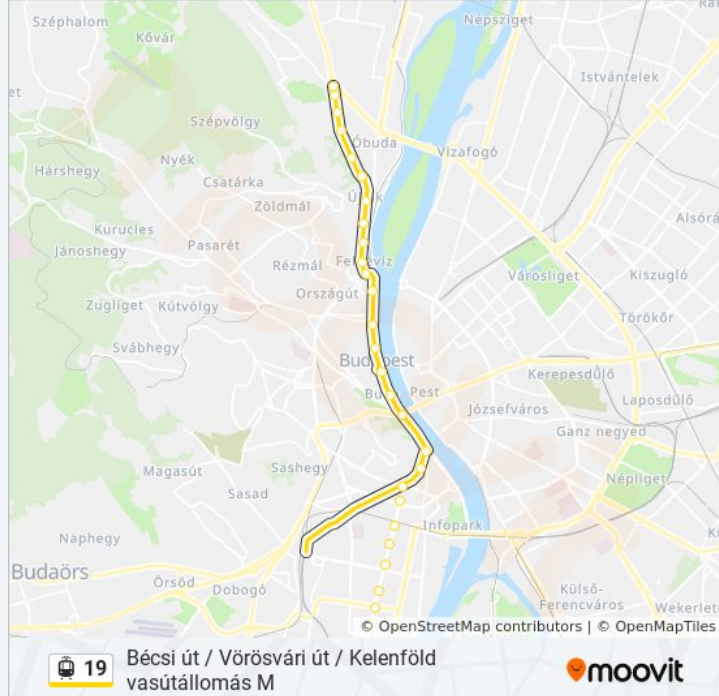 Széphalom
Népsziget
Kővár
Istvántelek
Szépvölgy
Óbuda
Vizafogó
Nyék
Hárshegy
Csatárka
Zöldmál
Alsórá
Kurucles
Pasarét
Jánoshegy
Rézmál
Városliget
Kiszugló
Országút
Zugliget
Kútvölgy
Törökőr
Svábhegy
Kerepesdűlő
Pest
Laposdűlő
Józsefváros
Ganz negyed
Magasút
Sashegy
Népliget
Sasad
Infopark
Naphegy
Budaörs
Őrsöd
Dobogó
Külső-
Ferencváros
Wekerlet
© OpenStreetMap contributors | © OpenMapTiles
19
Bécsi út / Vörösvári út / Kelenföld
vasútállomás M
moovit